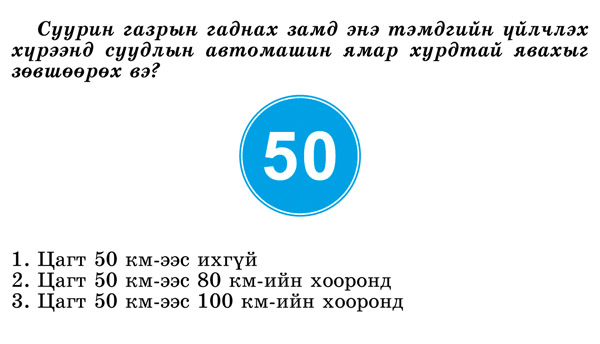 Суурин газрын гаднах замд энэ тэмдгийн үйлчлэх
хүрээнд суудлын автомашин ямар хурдтай явахыг
зөвшөөрөх вэ?
50
1. Цагт 50 км-ээс ихгүй
2. Цагт 50 км-ээс 80 км-ийн хооронд
3. Цагт 50 км-ээс 100 км-ийн хооронд